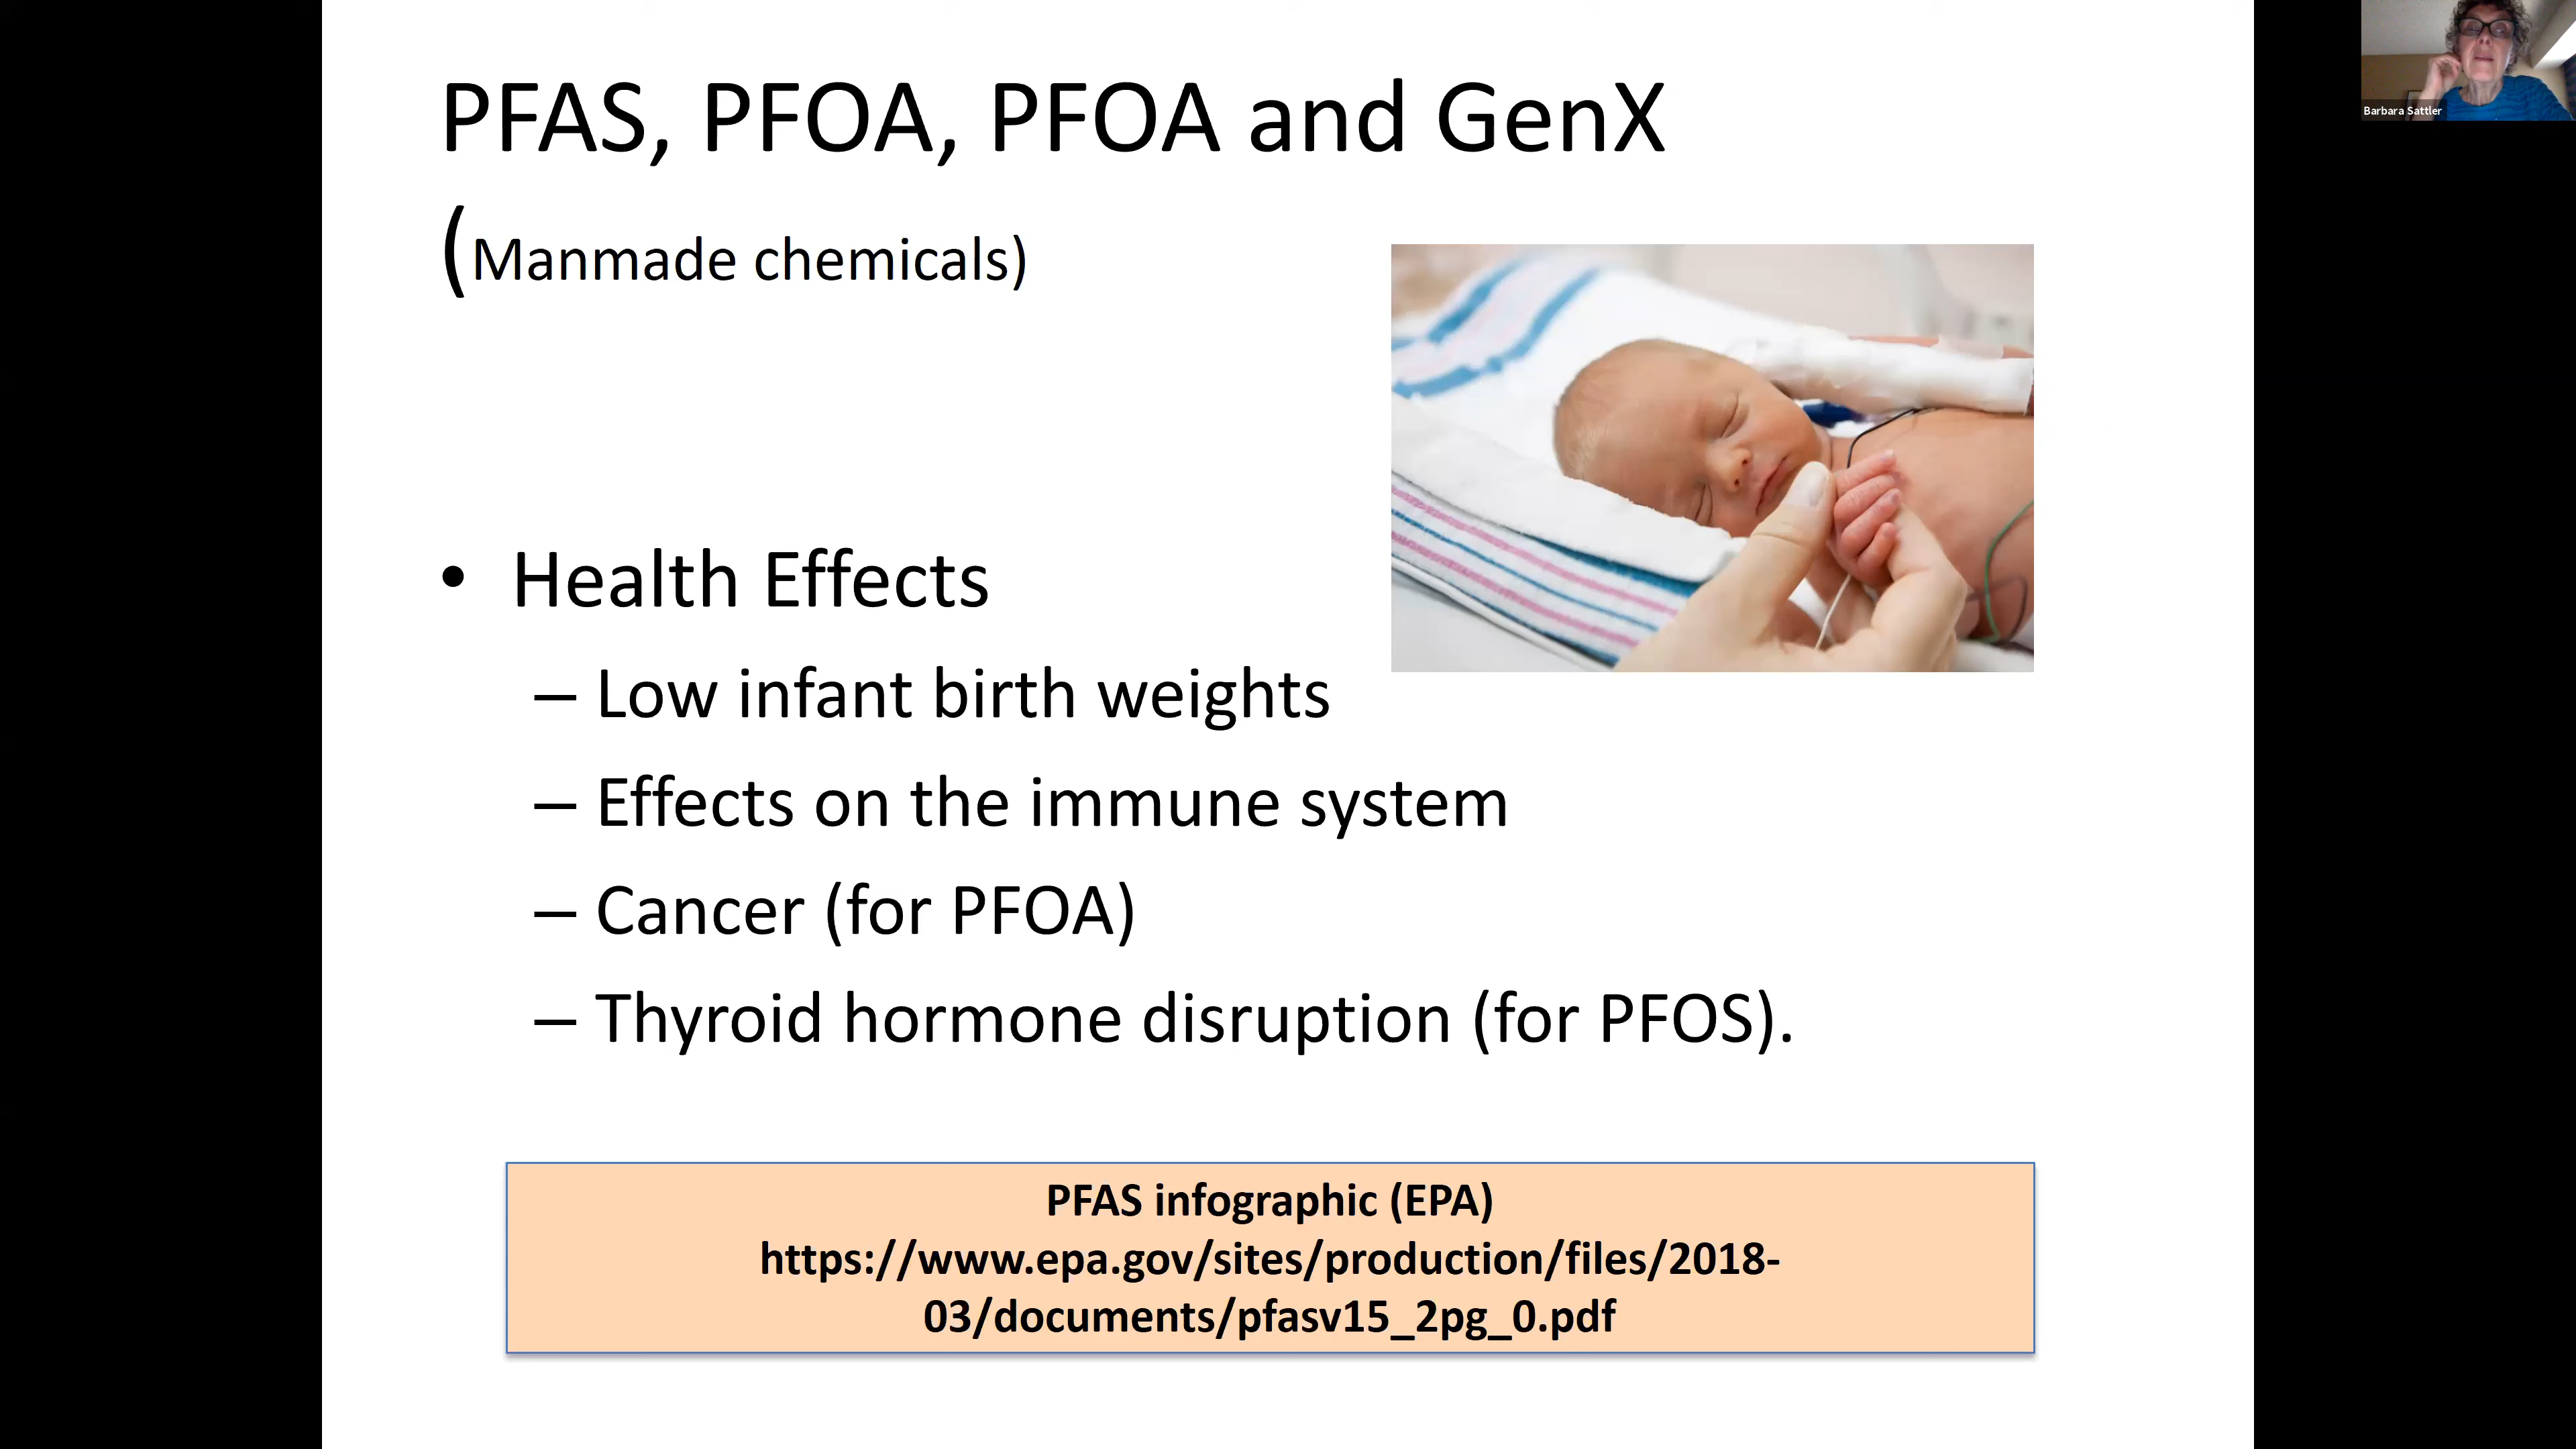 PFAS, PFOA, PFOA and GenX
(Manmade chemicals)
Barbara Sattler
• Health Effects
– Low infant birth weights
– Effects on the immune system
– Cancer (for PFOA)
– Thyroid hormone disruption (for PFOS).
PFAS infographic (EPA)
https://www.epa.gov/sites/production/files/2018-
03/documents/pfasv15_2pg_0.pdf